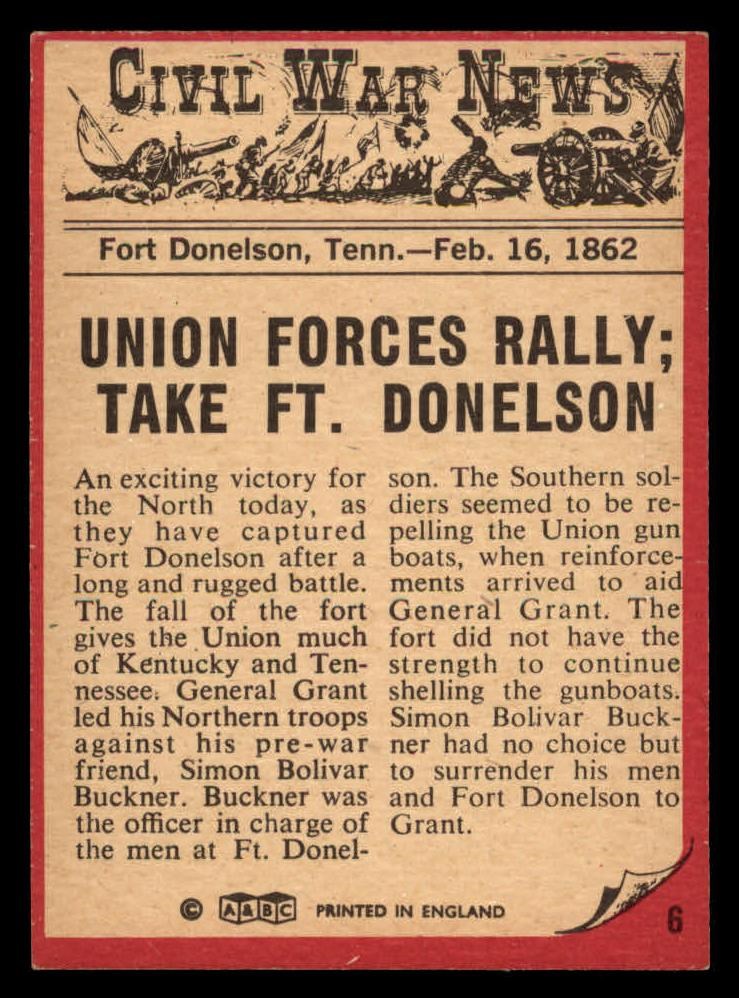 CIVIL WAR NEWS
Fort Donelson, Tenn.—Feb. 16, 1862
UNION FORCES RALLY;
TAKE FT. DONELSON
An exciting victory for
the North today, as
they have captured
Fort Donelson after a
long and rugged battle.
The fall of the fort
gives the Union much
of Kentucky and Ten-
nessee. General Grant
led his Northern troops
against his pre-war
friend, Simon Bolivar
Buckner. Buckner was
the officer in charge of
the men at Ft. Donel-
son. The Southern sol-
diers seemed to be re-
pelling the Union gun
boats, when reinforce-
ments arrived to aid
General Grant. The
fort did not have the
strength to continue
shelling the gunboats.
Simon Bolivar Buck-
ner had no choice but
to surrender his men
and Fort Donelson to
Grant.
© A&BC PRINTED IN ENGLAND
6